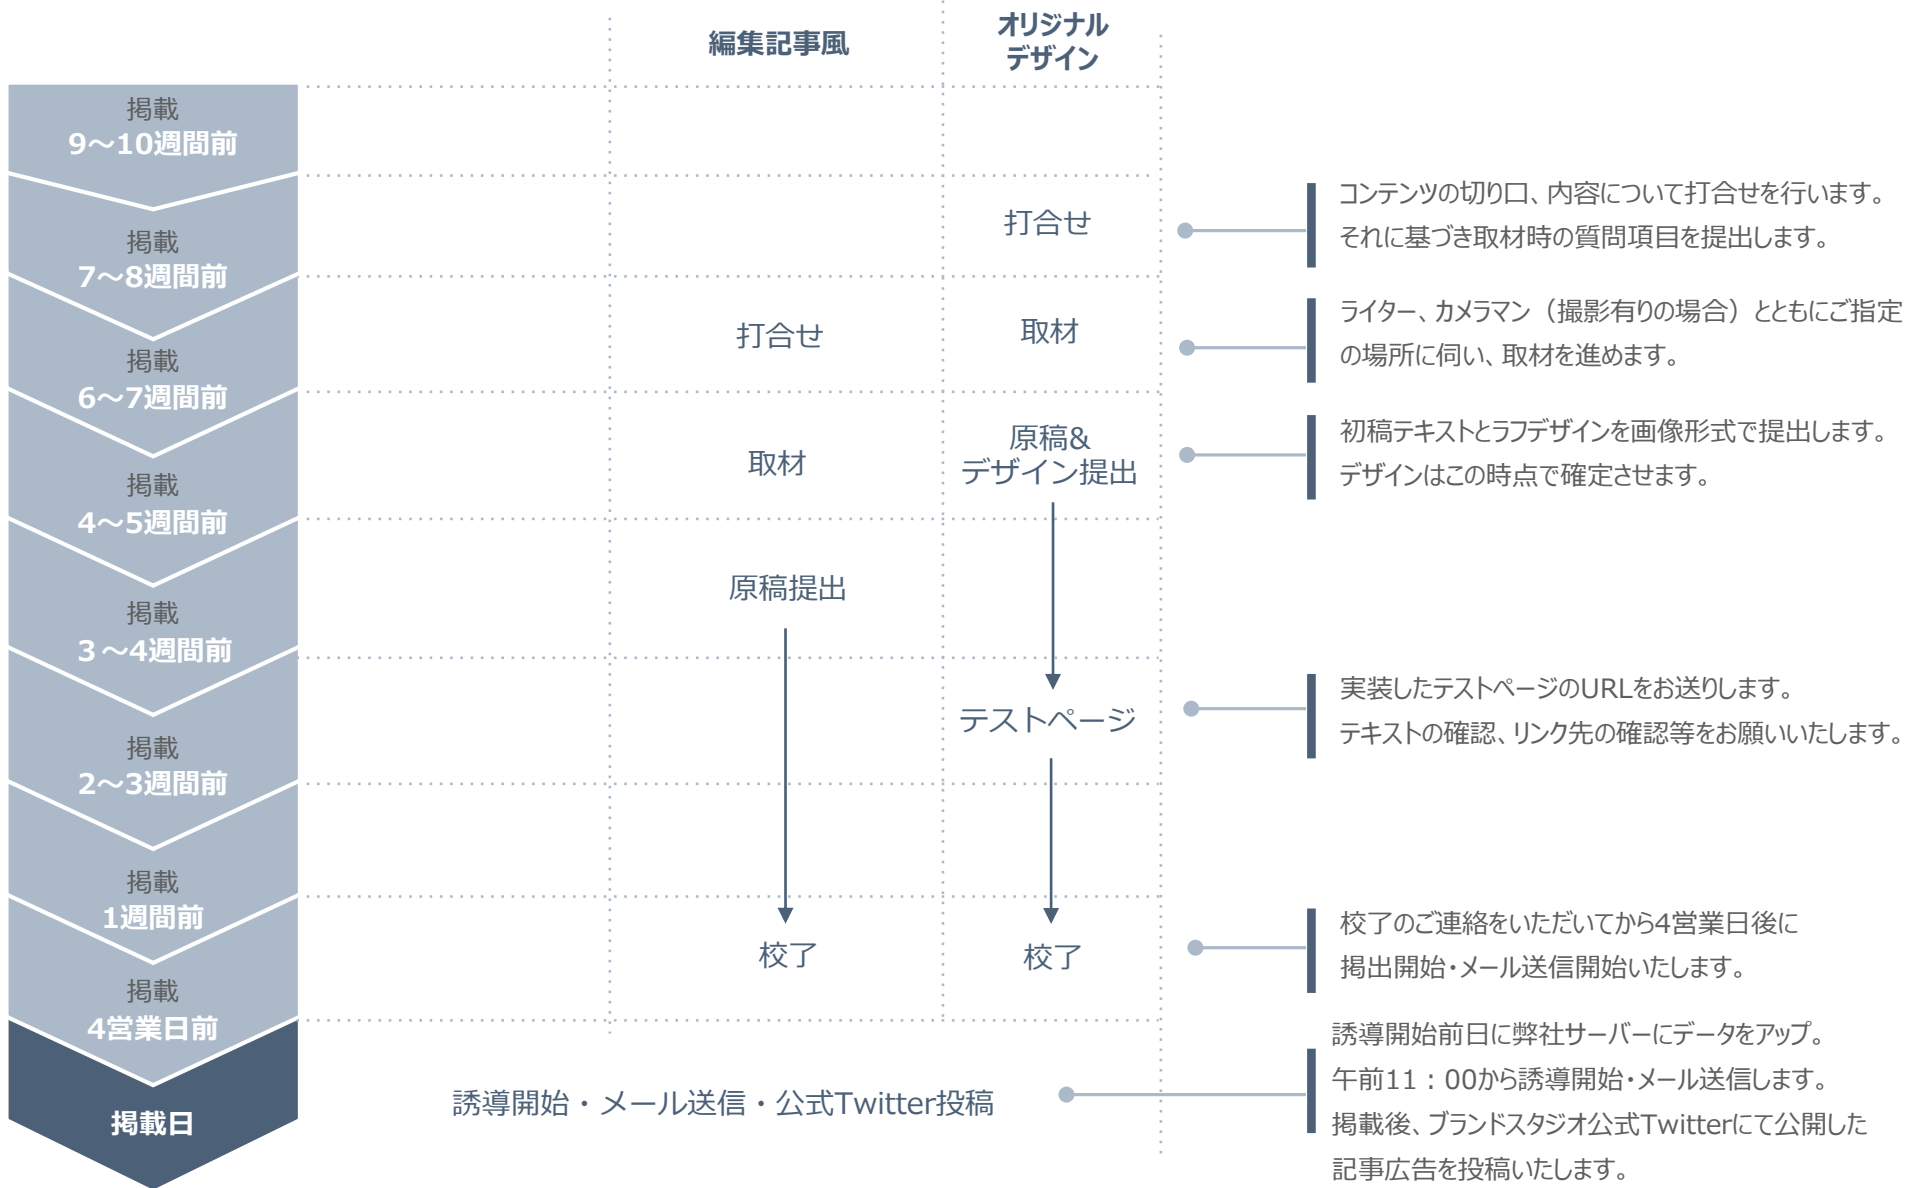 編集記事風
オリジナル
デザイン
掲載
9～10週間前
掲載
7～8週間前
打合せ
コンテンツの切り口、内容について打合せを行います。
それに基づき取材時の質問項目を提出します。
掲載
6～7週間前
打合せ
取材
ライター、カメラマン（撮影有りの場合）とともにご指定
の場所に伺い、取材を進めます。
掲載
4～5週間前
取材
原稿&
デザイン提出
初稿テキストとラフデザインを画像形式で提出します。
デザインはこの時点で確定させます。
掲載
３～4週間前
原稿提出
掲載
2～3週間前
テストページ
実装したテストページのURLをお送りします。
テキストの確認、リンク先の確認等をお願いいたします。
掲載
1週間前
掲載
4営業日前
校了
校了
校了のご連絡をいただいてから4営業日後に
掲出開始・メール送信開始いたします。
掲載日
誘導開始・メール送信・公式Twitter投稿
誘導開始前日に弊社サーバーにデータをアップ。
午前11：00から誘導開始・メール送信します。
掲載後、ブランドスタジオ公式Twitterにて公開した
記事広告を投稿いたします。